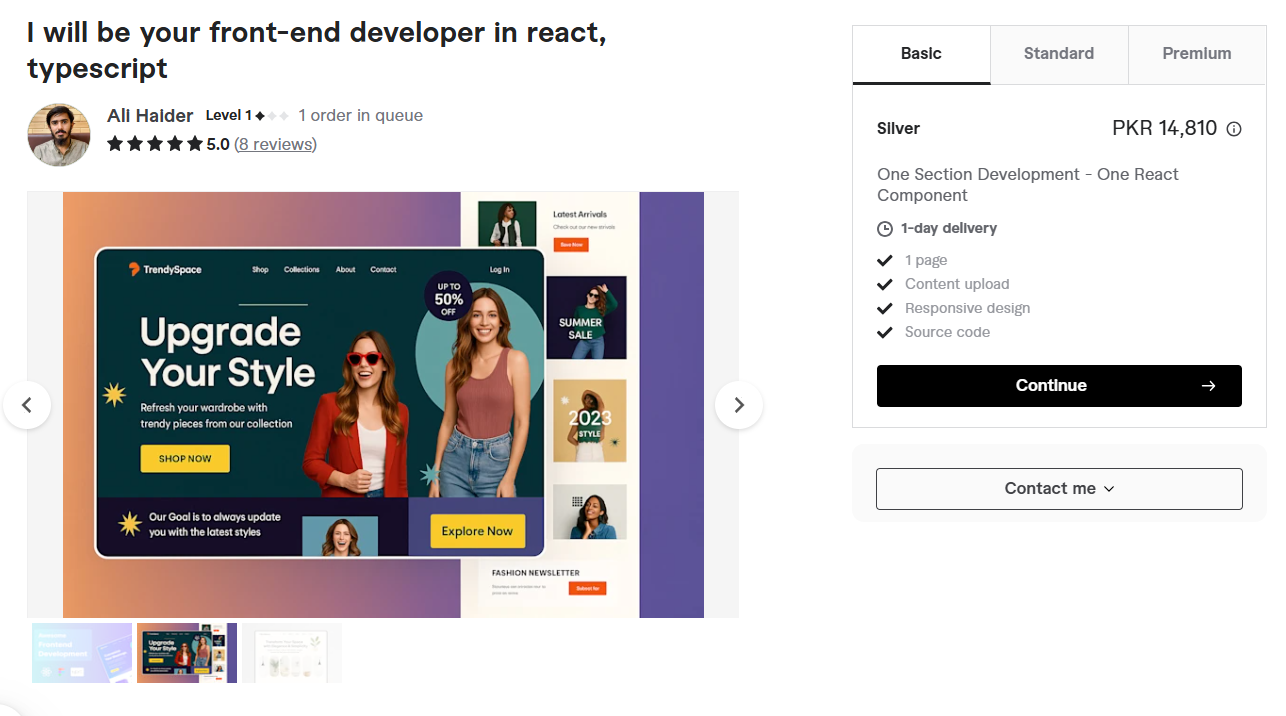 I will be your front-end developer in react,
typescript
Ali Haider Level 1 1 order in queue
5.0 (8 reviews)
TrendySpace Shop Collections About Contact Log In
UP TO
50%
OFF
Upgrade
Your Style
Refresh your wardrobe with
trendy pieces from our collection
SHOP NOW
Our Goal is to always update
you with the latest styles
Explore Now
Latest Arrivals
Check out our new arrivals
SUMMER
SALE
2023
STYLE
FASHION NEWSLETTER
Upgrade
Your Style
Basic Standard Premium
Silver PKR 14,810
One Section Development - One React
Component
1-day delivery
1 page
Content upload
Responsive design
Source code
Continue
Contact me